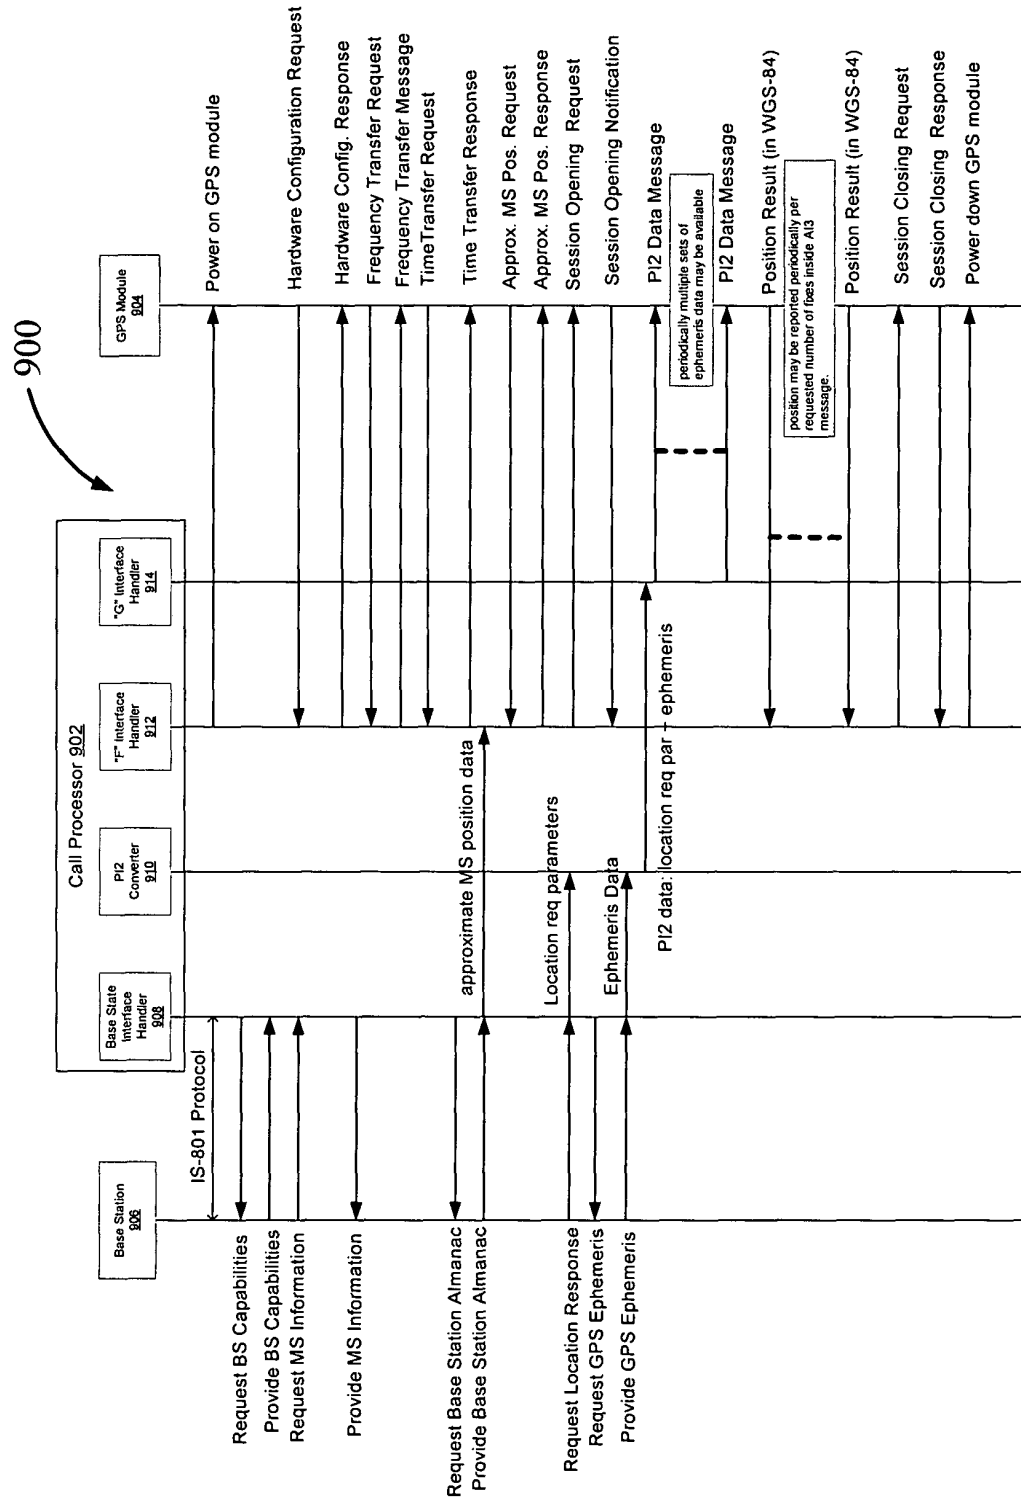 900
Call Processor 902
Base Station
906
Base State
Interface
Handler
908
PI2
Converter
910
"F" Interface
Handler
912
"G" Interface
Handler
914
GPS Module
904
IS-801 Protocol
Request BS Capabilities
Provide BS Capabilities
Request MS Information
Provide MS Information
Request Base Station Almanac
Provide Base Station Almanac
Request Location Response
Request GPS Ephemeris
Provide GPS Ephemeris
approximate MS position data
Location req parameters
Ephemeris Data
PI2 data: location req par - ephemeris
Power on GPS module
Hardware Configuration Request
Hardware Config. Response
Frequency Transfer Request
Frequency Transfer Message
TimeTransfer Request
Time Transfer Response
Approx. MS Pos. Request
Approx. MS Pos. Response
Session Opening Request
Session Opening Notification
PI2 Data Message
periodically multiple sets of
ephemeris data may be available
PI2 Data Message
Position Result (in WGS-84)
position may be reported periodically per
requested number of fixes inside AI3
message.
Position Result (in WGS-84)
Session Closing Request
Session Closing Response
Power down GPS module